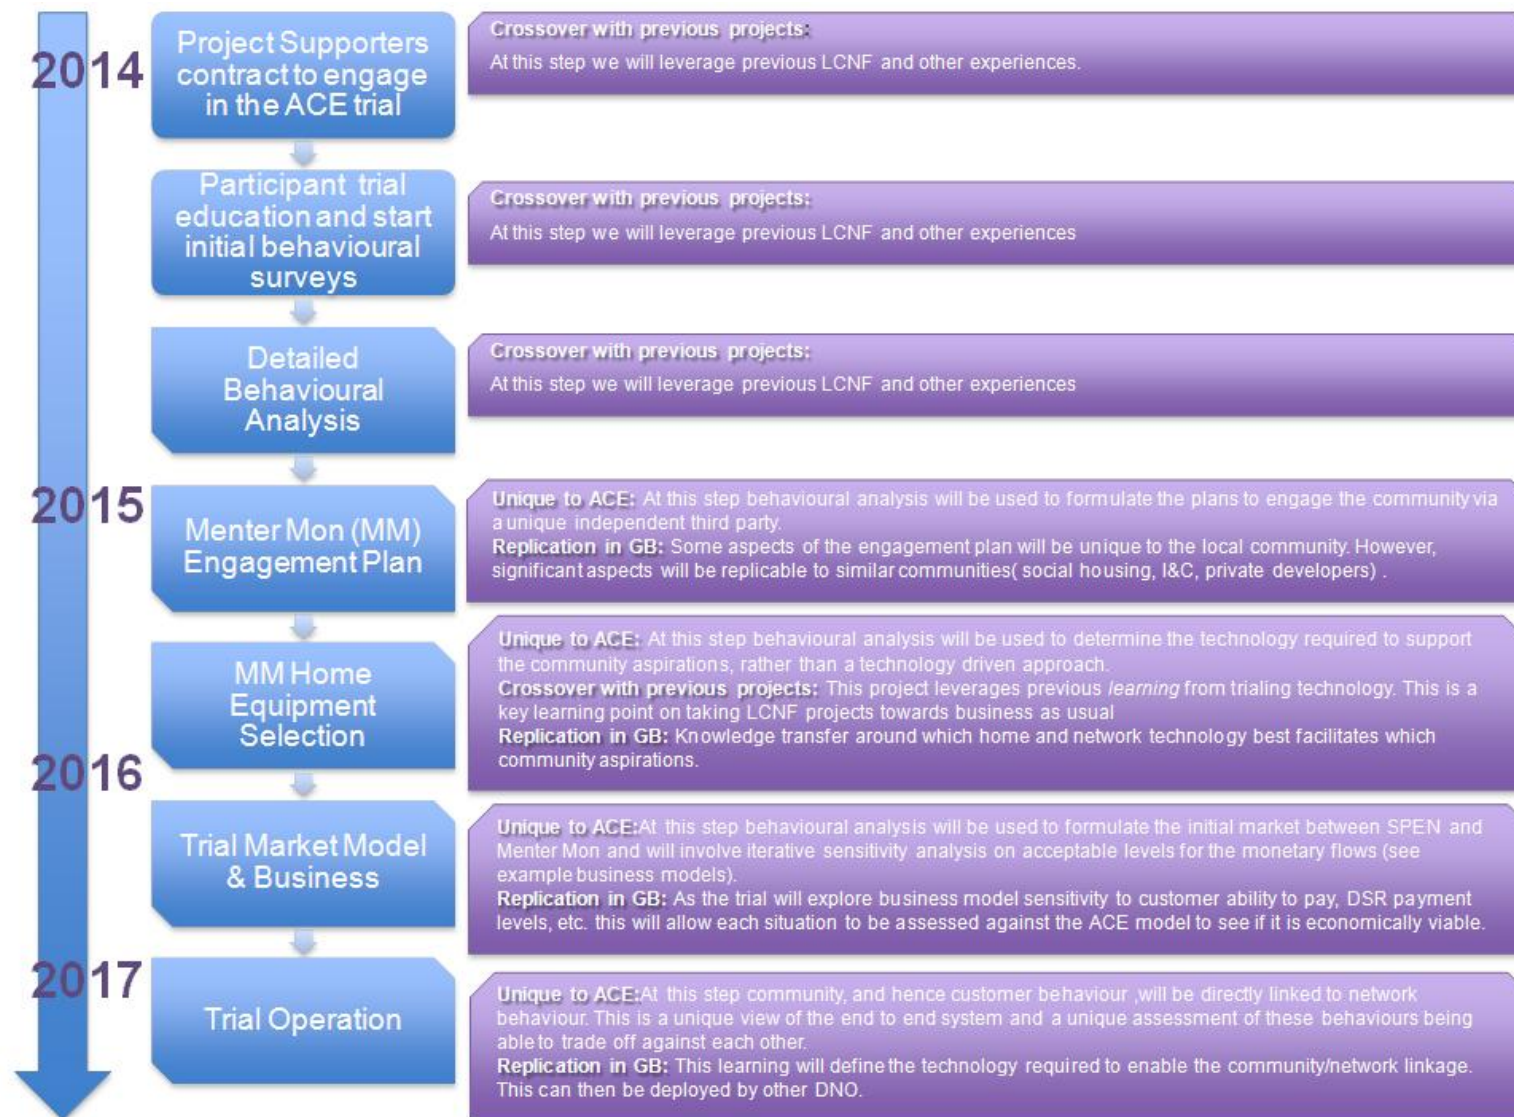 2014
Project Supporters
contract to engage
in the ACE trial
Crossover with previous projects:
At this step we will leverage previous LCNF and other experiences.
Participant trial
education and start
initial behavioural
surveys
Crossover with previous projects:
At this step we will leverage previous LCNF and other experiences
Detailed
Behavioural
Analysis
Crossover with previous projects:
At this step we will leverage previous LCNF and other experiences
2015
Menter Mon (MM)
Engagement Plan
Unique to ACE: At this step behavioural analysis will be used to formulate the plans to engage the community via
a unique independent third party.
Replication in GB: Some aspects of the engagement plan will be unique to the local community. However,
significant aspects will be replicable to similar communities( social housing, I&C, private developers) .
MM Home
Equipment
Selection
Unique to ACE: At this step behavioural analysis will be used to determine the technology required to support
the community aspirations, rather than a technology driven approach.
Crossover with previous projects: This project leverages previous learning from trialing technology. This is a
key learning point on taking LCNF projects towards business as usual
Replication in GB: Knowledge transfer around which home and network technology best facilitates which
community aspirations.
2016
Trial Market Model
& Business
Unique to ACE:At this step behavioural analysis will be used to formulate the initial market between SPEN and
Menter Mon and will involve iterative sensitivity analysis on acceptable levels for the monetary flows (see
example business models).
Replication in GB: As the trial will explore business model sensitivity to customer ability to pay, DSR payment
levels, etc. this will allow each situation to be assessed against the ACE model to see if it is economically viable.
2017
Trial Operation
Unique to ACE:At this step community, and hence customer behaviour ,will be directly linked to network
behaviour. This is a unique view of the end to end system and a unique assessment of these behaviours being
able to trade off against each other.
Replication in GB: This learning will define the technology required to enable the community/network linkage.
This can then be deployed by other DNO.